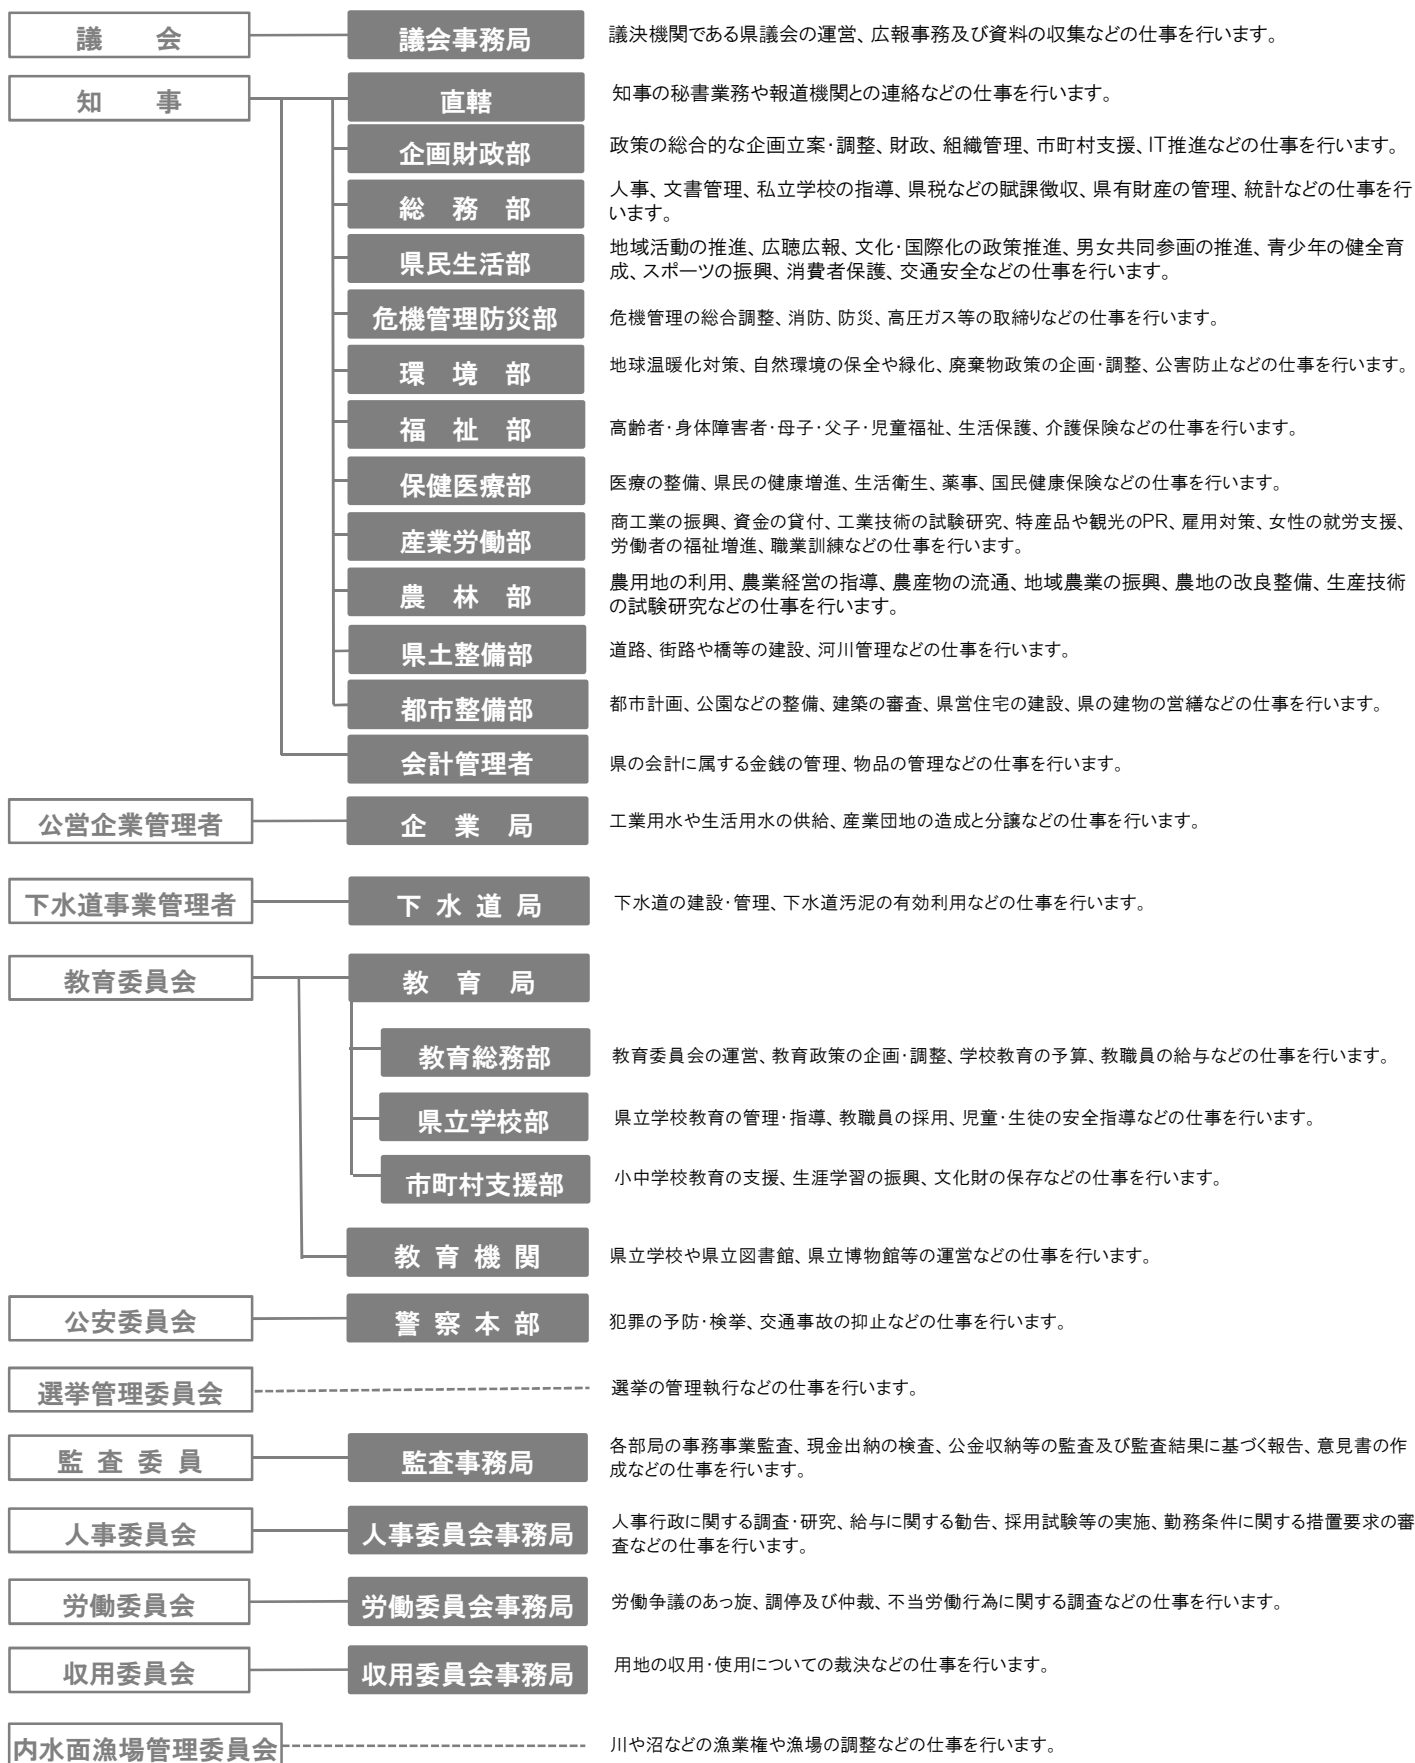 議　会
議会事務局
議決機関である県議会の運営、広報事務及び資料の収集などの仕事を行います。
知　事
直轄
知事の秘書業務や報道機関との連絡などの仕事を行います。
企画財政部
政策の総合的な企画立案・調整、財政、組織管理、市町村支援、IT推進などの仕事を行います。
総　務　部
人事、文書管理、私立学校の指導、県税などの賦課徴収、県有財産の管理、統計などの仕事を行
います。
県民生活部
地域活動の推進、広聴広報、文化・国際化の政策推進、男女共同参画の推進、青少年の健全育
成、スポーツの振興、消費者保護、交通安全などの仕事を行います。
危機管理防災部
危機管理の総合調整、消防、防災、高圧ガス等の取締りなどの仕事を行います。
環　境　部
地球温暖化対策、自然環境の保全や緑化、廃棄物政策の企画・調整、公害防止などの仕事を行います。
福　祉　部
高齢者・身体障害者・母子・父子・児童福祉、生活保護、介護保険などの仕事を行います。
保健医療部
医療の整備、県民の健康増進、生活衛生、薬事、国民健康保険などの仕事を行います。
産業労働部
商工業の振興、資金の貸付、工業技術の試験研究、特産品や観光のPR、雇用対策、女性の就労支援、
労働者の福祉増進、職業訓練などの仕事を行います。
農　林　部
農用地の利用、農業経営の指導、農産物の流通、地域農業の振興、農地の改良整備、生産技術
の試験研究などの仕事を行います。
県土整備部
道路、街路や橋等の建設、河川管理などの仕事を行います。
都市整備部
都市計画、公園などの整備、建築の審査、県営住宅の建設、県の建物の営繕などの仕事を行います。
会計管理者
県の会計に属する金銭の管理、物品の管理などの仕事を行います。
公営企業管理者
企　業　局
工業用水や生活用水の供給、産業団地の造成と分譲などの仕事を行います。
下水道事業管理者
下 水 道 局
下水道の建設・管理、下水道汚泥の有効利用などの仕事を行います。
教育委員会
教　育　局
教育総務部
教育委員会の運営、教育政策の企画・調整、学校教育の予算、教職員の給与などの仕事を行います。
県立学校部
県立学校教育の管理・指導、教職員の採用、児童・生徒の安全指導などの仕事を行います。
市町村支援部
小中学校教育の支援、生涯学習の振興、文化財の保存などの仕事を行います。
教 育 機 関
県立学校や県立図書館、県立博物館等の運営などの仕事を行います。
公安委員会
警 察 本 部
犯罪の予防・検挙、交通事故の抑止などの仕事を行います。
選挙管理委員会
選挙の管理執行などの仕事を行います。
監 査 委 員
監査事務局
各部局の事務事業監査、現金出納の検査、公金収納等の監査及び監査結果に基づく報告、意見書の作
成などの仕事を行います。
人事委員会
人事委員会事務局
人事行政に関する調査・研究、給与に関する勧告、採用試験等の実施、勤務条件に関する措置要求の審
査などの仕事を行います。
労働委員会
労働委員会事務局
労働争議のあっ旋、調停及び仲裁、不当労働行為に関する調査などの仕事を行います。
収用委員会
収用委員会事務局
用地の収用・使用についての裁決などの仕事を行います。
内水面漁場管理委員会
川や沼などの漁業権や漁場の調整などの仕事を行います。